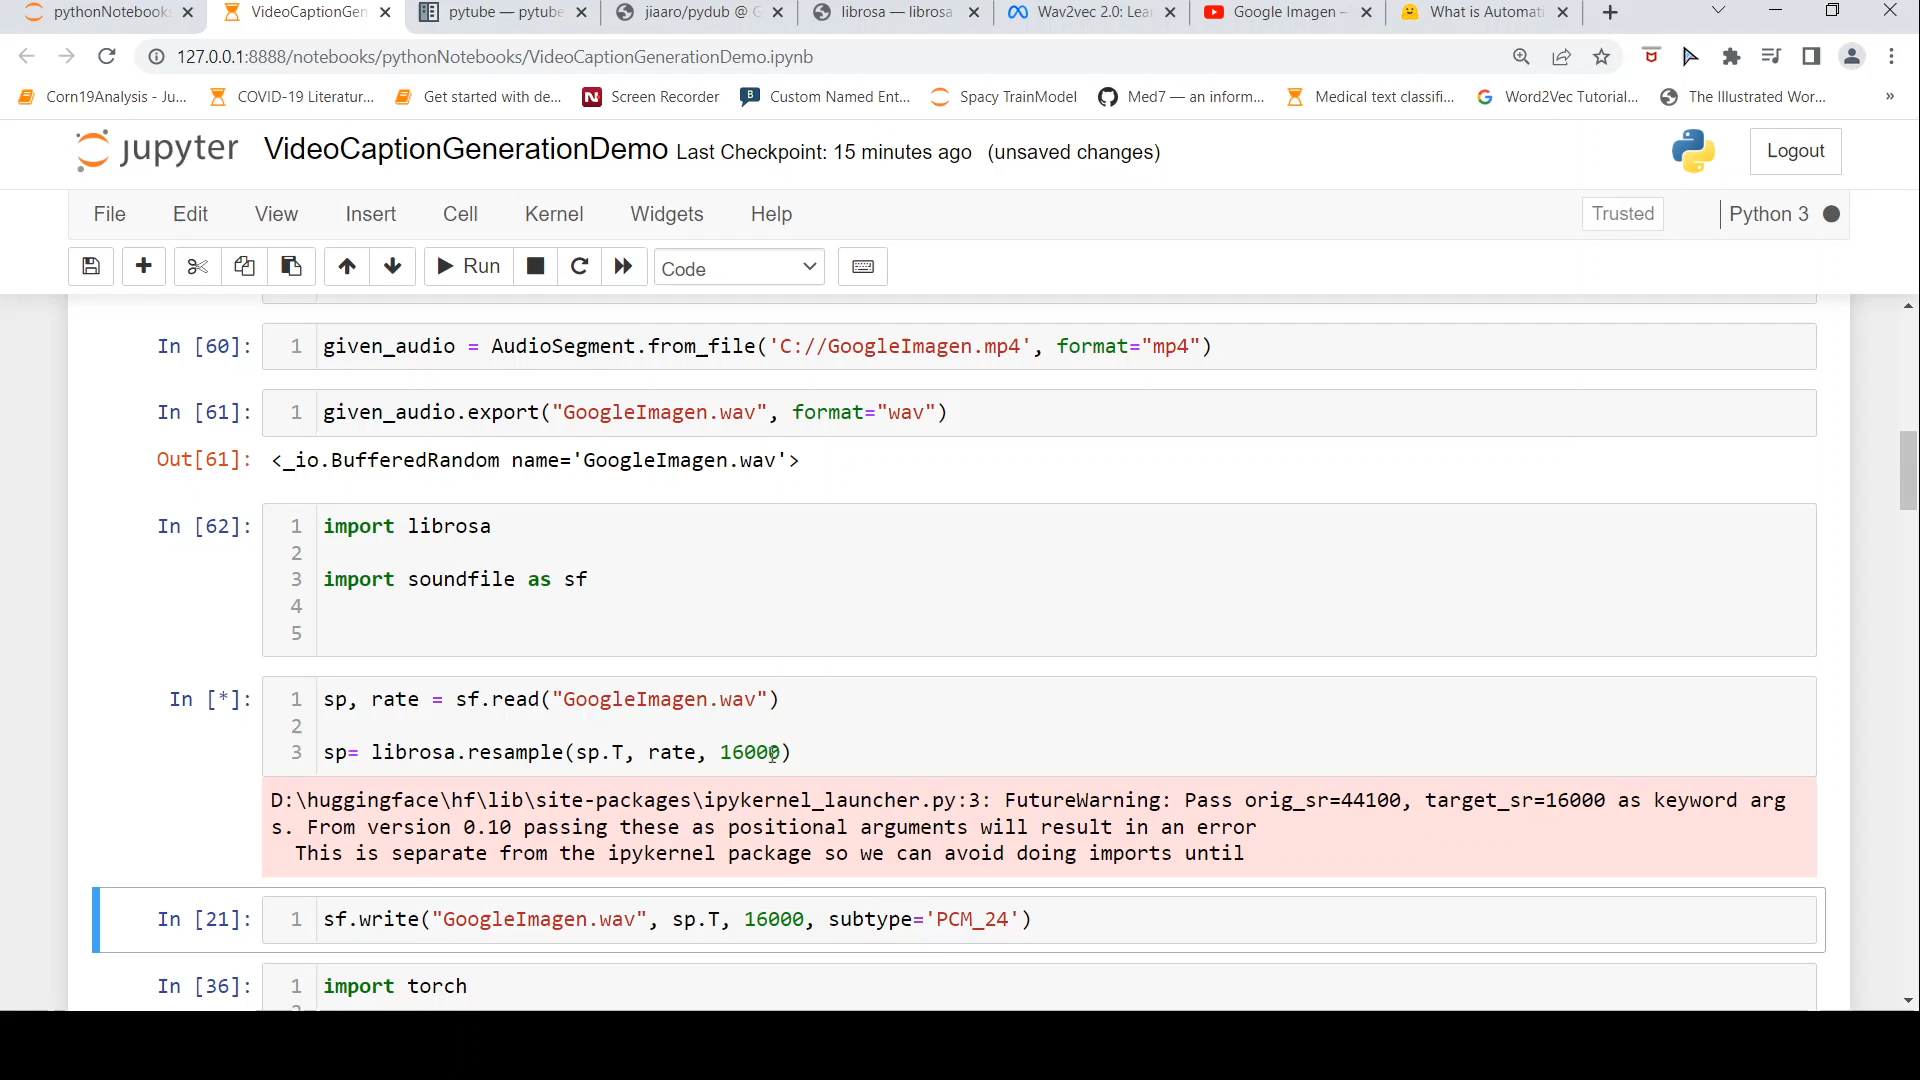 pythonNotebooks
VideoCaptionGen
pytube — pytube
jiaaro/pydub @ G
librosa — librosa
Wav2vec 2.0: Lea
Google Imagen -
What is Automati
127.0.0.1:8888/notebooks/pythonNotebooks/VideoCaptionGenerationDemo.ipynb
Corn19Analysis - Ju...
COVID-19 Literatur...
Get started with de...
N Screen Recorder
B Custom Named Ent...
Spacy TrainModel
Med7 — an inform...
Medical text classifi...
G Word2Vec Tutorial...
The Illustrated Wor...
»
jupyter VideoCaptionGenerationDemo Last Checkpoint: 15 minutes ago (unsaved changes)
Logout
File Edit View Insert Cell Kernel Widgets Help
Trusted
Python 3
Run
Code
In [60]: 1 given_audio = AudioSegment.from_file('C://GoogleImagen.mp4', format="mp4")
In [61]: 1 given_audio.export("GoogleImagen.wav", format="wav")
Out[61]: <_io.BufferedRandom name='GoogleImagen.wav'>
In [62]: 1 import librosa
2
3 import soundfile as sf
4
5
In [*]: 1 sp, rate = sf.read("GoogleImagen.wav")
2
3 sp= librosa.resample(sp.T, rate, 16000)
D:\huggingface\hf\lib\site-packages\ipykernel_launcher.py:3: FutureWarning: Pass orig_sr=44100, target_sr=16000 as keyword arg
s. From version 0.10 passing these as positional arguments will result in an error
This is separate from the ipykernel package so we can avoid doing imports until
In [21]: 1 sf.write("GoogleImagen.wav", sp.T, 16000, subtype='PCM_24')
In [36]: 1 import torch